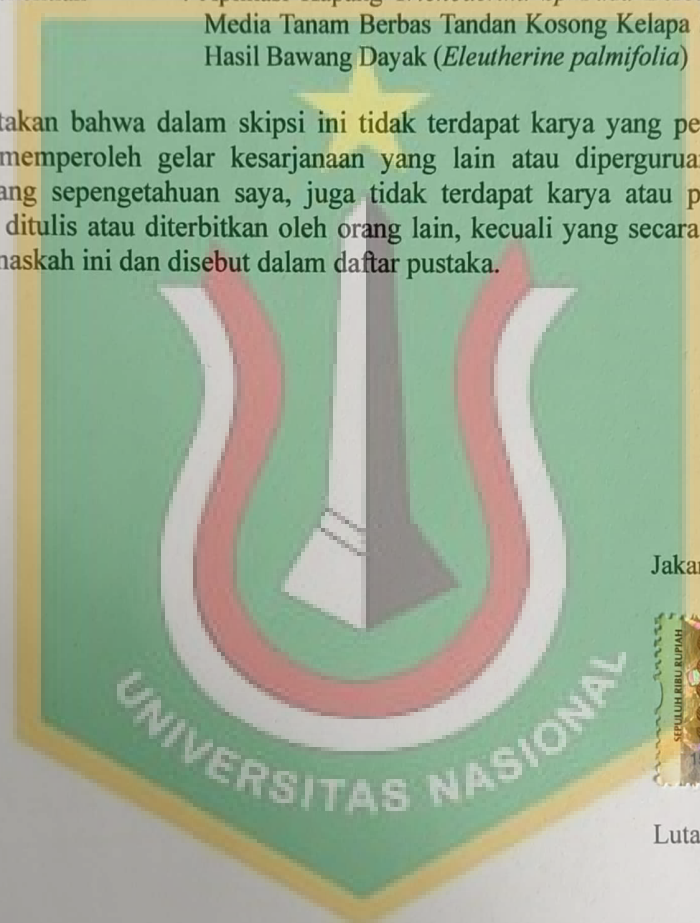 Media Tanam Berbas Tandan Kosong Kelapa
Hasil Bawang Dayak (Eleutherine palmifolia)
takan bahwa dalam skipsi ini tidak terdapat karya yang pe
memperoleh gelar kesarjanaan yang lain atau dipergurua
ang sepengetahuan saya, juga tidak terdapat karya atau p
ditulis atau diterbitkan oleh orang lain, kecuali yang secara
naskah ini dan disebut dalam daftar pustaka.
Jakar
SEPULUH RIBU RUPIAH
UNIVERSITAS NASIONAL
Luta